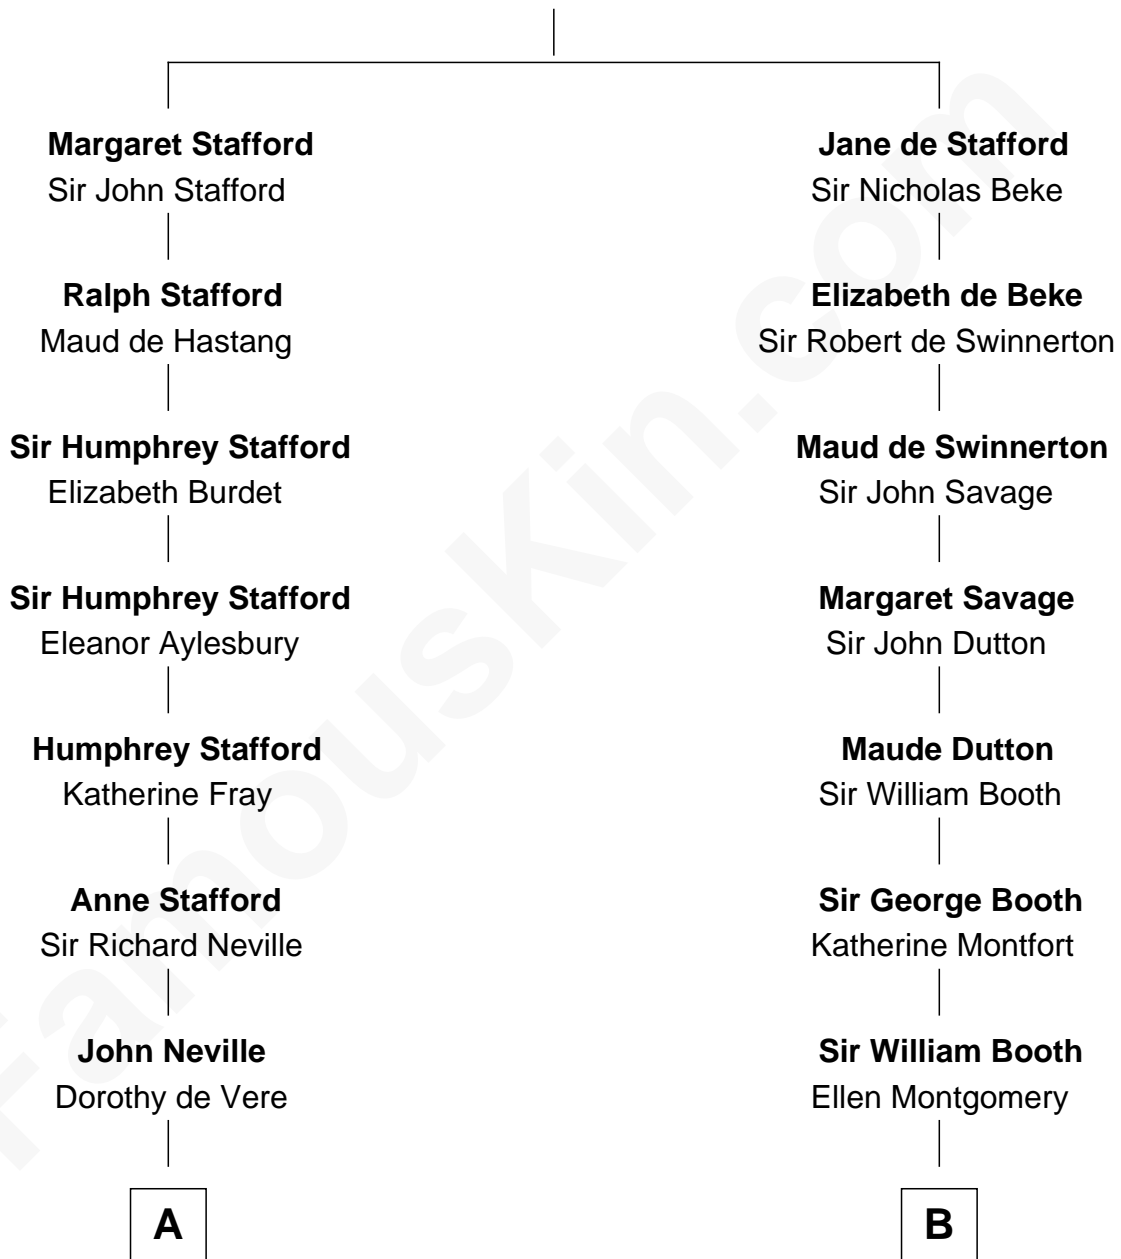 Margaret Stafford
Sir John Stafford
Ralph Stafford
Maud de Hastang
Sir Humphrey Stafford
Elizabeth Burdet
Sir Humphrey Stafford
Eleanor Aylesbury
Humphrey Stafford
Katherine Fray
Anne Stafford
Sir Richard Neville
John Neville
Dorothy de Vere
A
Jane de Stafford
Sir Nicholas Beke
Elizabeth de Beke
Sir Robert de Swinnerton
Maud de Swinnerton
Sir John Savage
Margaret Savage
Sir John Dutton
Maude Dutton
Sir William Booth
Sir George Booth
Katherine Montfort
Sir William Booth
Ellen Montgomery
B
FamousKin.com